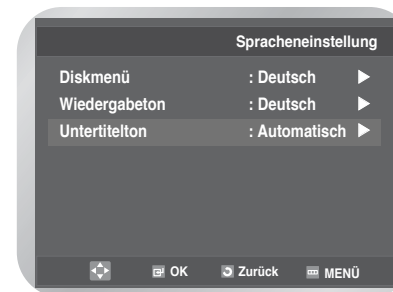 Spracheneinstellung
Diskmenü : Deutsch ▶
Wiedergabeton : Deutsch ▶
Untertitelton : Automatisch ▶
OK Zurück MENÜ